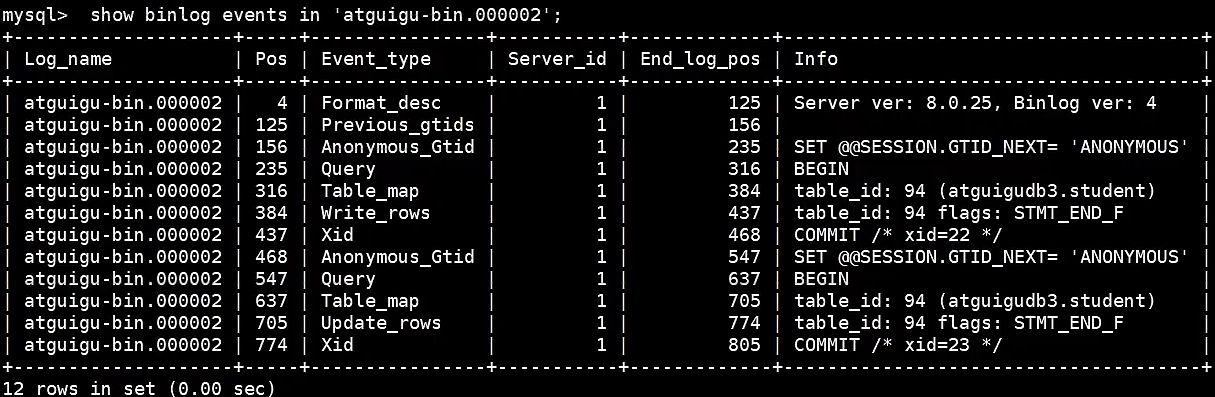 mysql>  show binlog events in 'atguigu-bin.000002';
+--------------------+-----+----------------+-----------+-------------+--------------------------------------+
| Log_name           | Pos | Event_type     | Server_id | End_log_pos | Info                                 |
+--------------------+-----+----------------+-----------+-------------+--------------------------------------+
| atguigu-bin.000002 |   4 | Format_desc    |         1 |         125 | Server ver: 8.0.25, Binlog ver: 4    |
| atguigu-bin.000002 | 125 | Previous_gtids |         1 |         156 |                                      |
| atguigu-bin.000002 | 156 | Anonymous_Gtid |         1 |         235 | SET @@SESSION.GTID_NEXT= 'ANONYMOUS' |
| atguigu-bin.000002 | 235 | Query          |         1 |         316 | BEGIN                                |
| atguigu-bin.000002 | 316 | Table_map      |         1 |         384 | table_id: 94 (atguigudb3.student)    |
| atguigu-bin.000002 | 384 | Write_rows     |         1 |         437 | table_id: 94 flags: STMT_END_F       |
| atguigu-bin.000002 | 437 | Xid            |         1 |         468 | COMMIT /* xid=22 */                  |
| atguigu-bin.000002 | 468 | Anonymous_Gtid |         1 |         547 | SET @@SESSION.GTID_NEXT= 'ANONYMOUS' |
| atguigu-bin.000002 | 547 | Query          |         1 |         637 | BEGIN                                |
| atguigu-bin.000002 | 637 | Table_map      |         1 |         705 | table_id: 94 (atguigudb3.student)    |
| atguigu-bin.000002 | 705 | Update_rows    |         1 |         774 | table_id: 94 flags: STMT_END_F       |
| atguigu-bin.000002 | 774 | Xid            |         1 |         805 | COMMIT /* xid=23 */                  |
+--------------------+-----+----------------+-----------+-------------+--------------------------------------+
12 rows in set (0.00 sec)